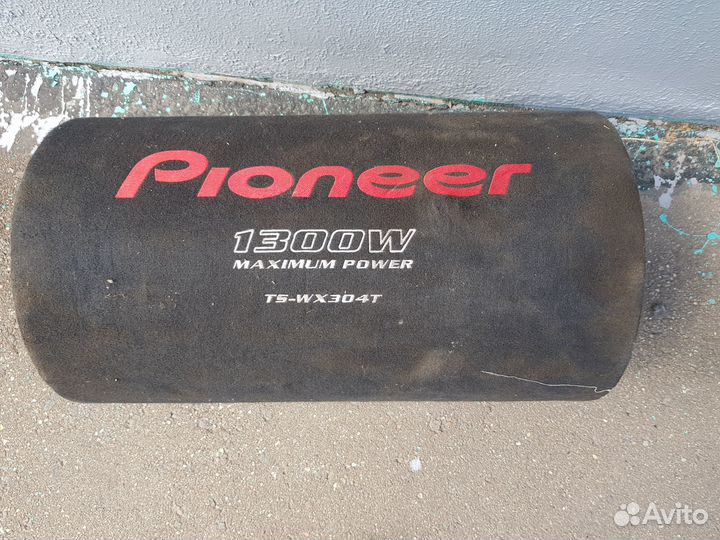 Pioneer
1300W
MAXIMUM POWER
TS-WX304T
Avito